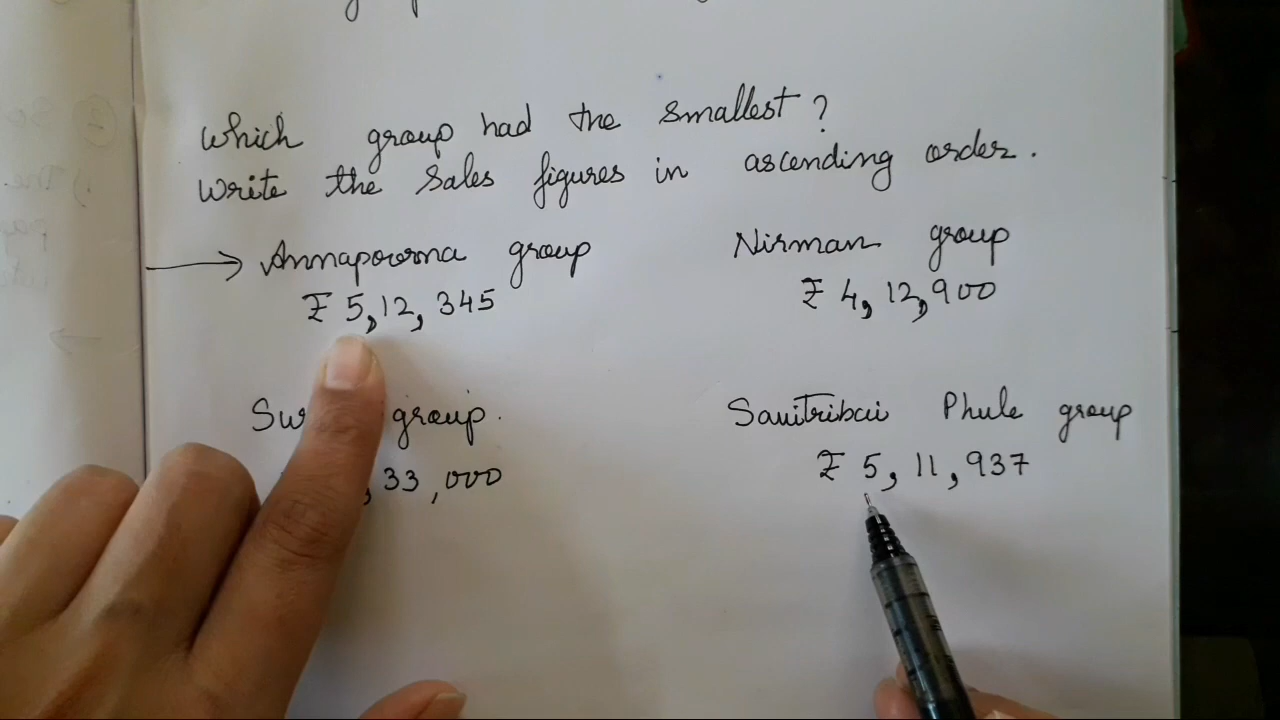 Which group had the smallest?
Write the sales figures in ascending order.
Annapoorna group
₹ 5,12,345
Nirman group
₹ 4,12,900
group.
,33,000
Savitribai Phule group
₹ 5,11,937